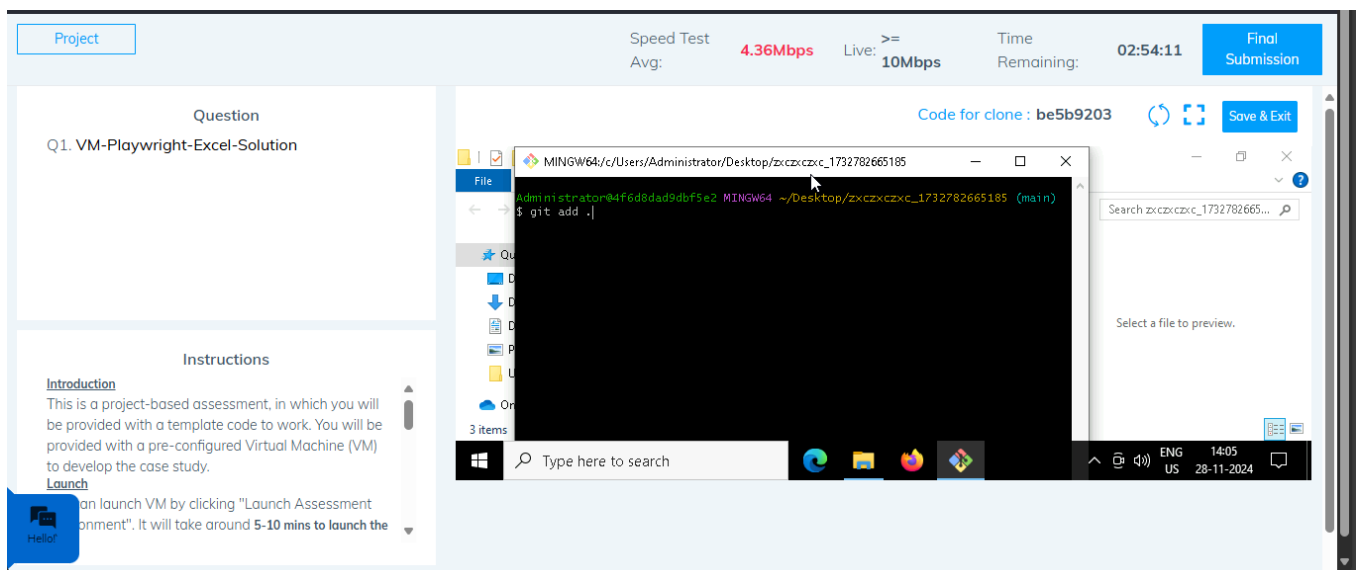 Project
Speed Test Avg:
4.36Mbps
Live:
>= 10Mbps
Time Remaining:
02:54:11
Final Submission
Question
Q1. VM-Playwright-Excel-Solution
Instructions
Introduction
This is a project-based assessment, in which you will
be provided with a template code to work. You will be
provided with a pre-configured Virtual Machine (VM)
to develop the case study.
Launch
an launch VM by clicking "Launch Assessment
onment". It will take around 5-10 mins to launch the
Hello!
Code for clone : be5b9203
Save & Exit
MINGW64:/c/Users/Administrator/Desktop/zxczxczxc_1732782665185
File
Administrator@4f6d8dad9dbf5e2 MINGW64 ~/Desktop/zxczxczxc_1732782665185 (main)
$ git add .
Search zxczxczxc_1732782665...
Qu
D
D
D
P
U
On
3 items
Select a file to preview.
Type here to search
ENG
US
14:05
28-11-2024